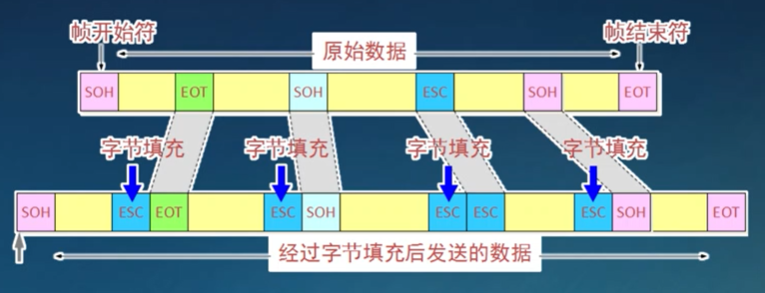 帧开始符 帧结束符
原始数据
SOH EOT SOH ESC SOH EOT
字节填充 字节填充 字节填充 字节填充
SOH ESC EOT ESC SOH ESC ESC ESC SOH EOT
经过字节填充后发送的数据